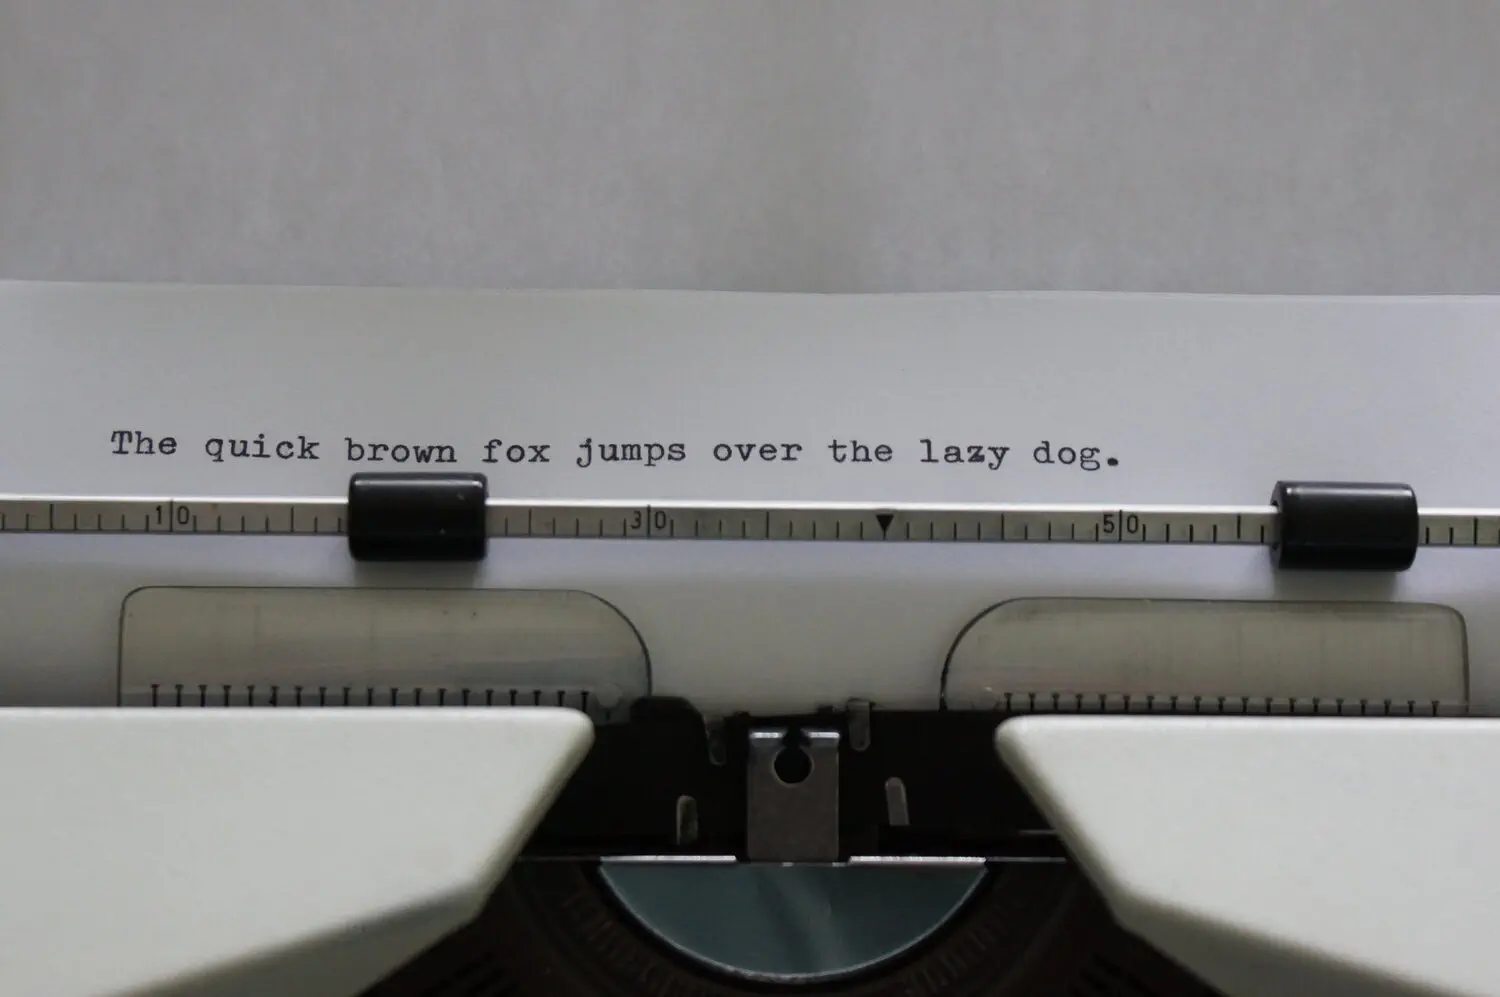 The quick brown fox jumps over the lazy dog.
10 30 50